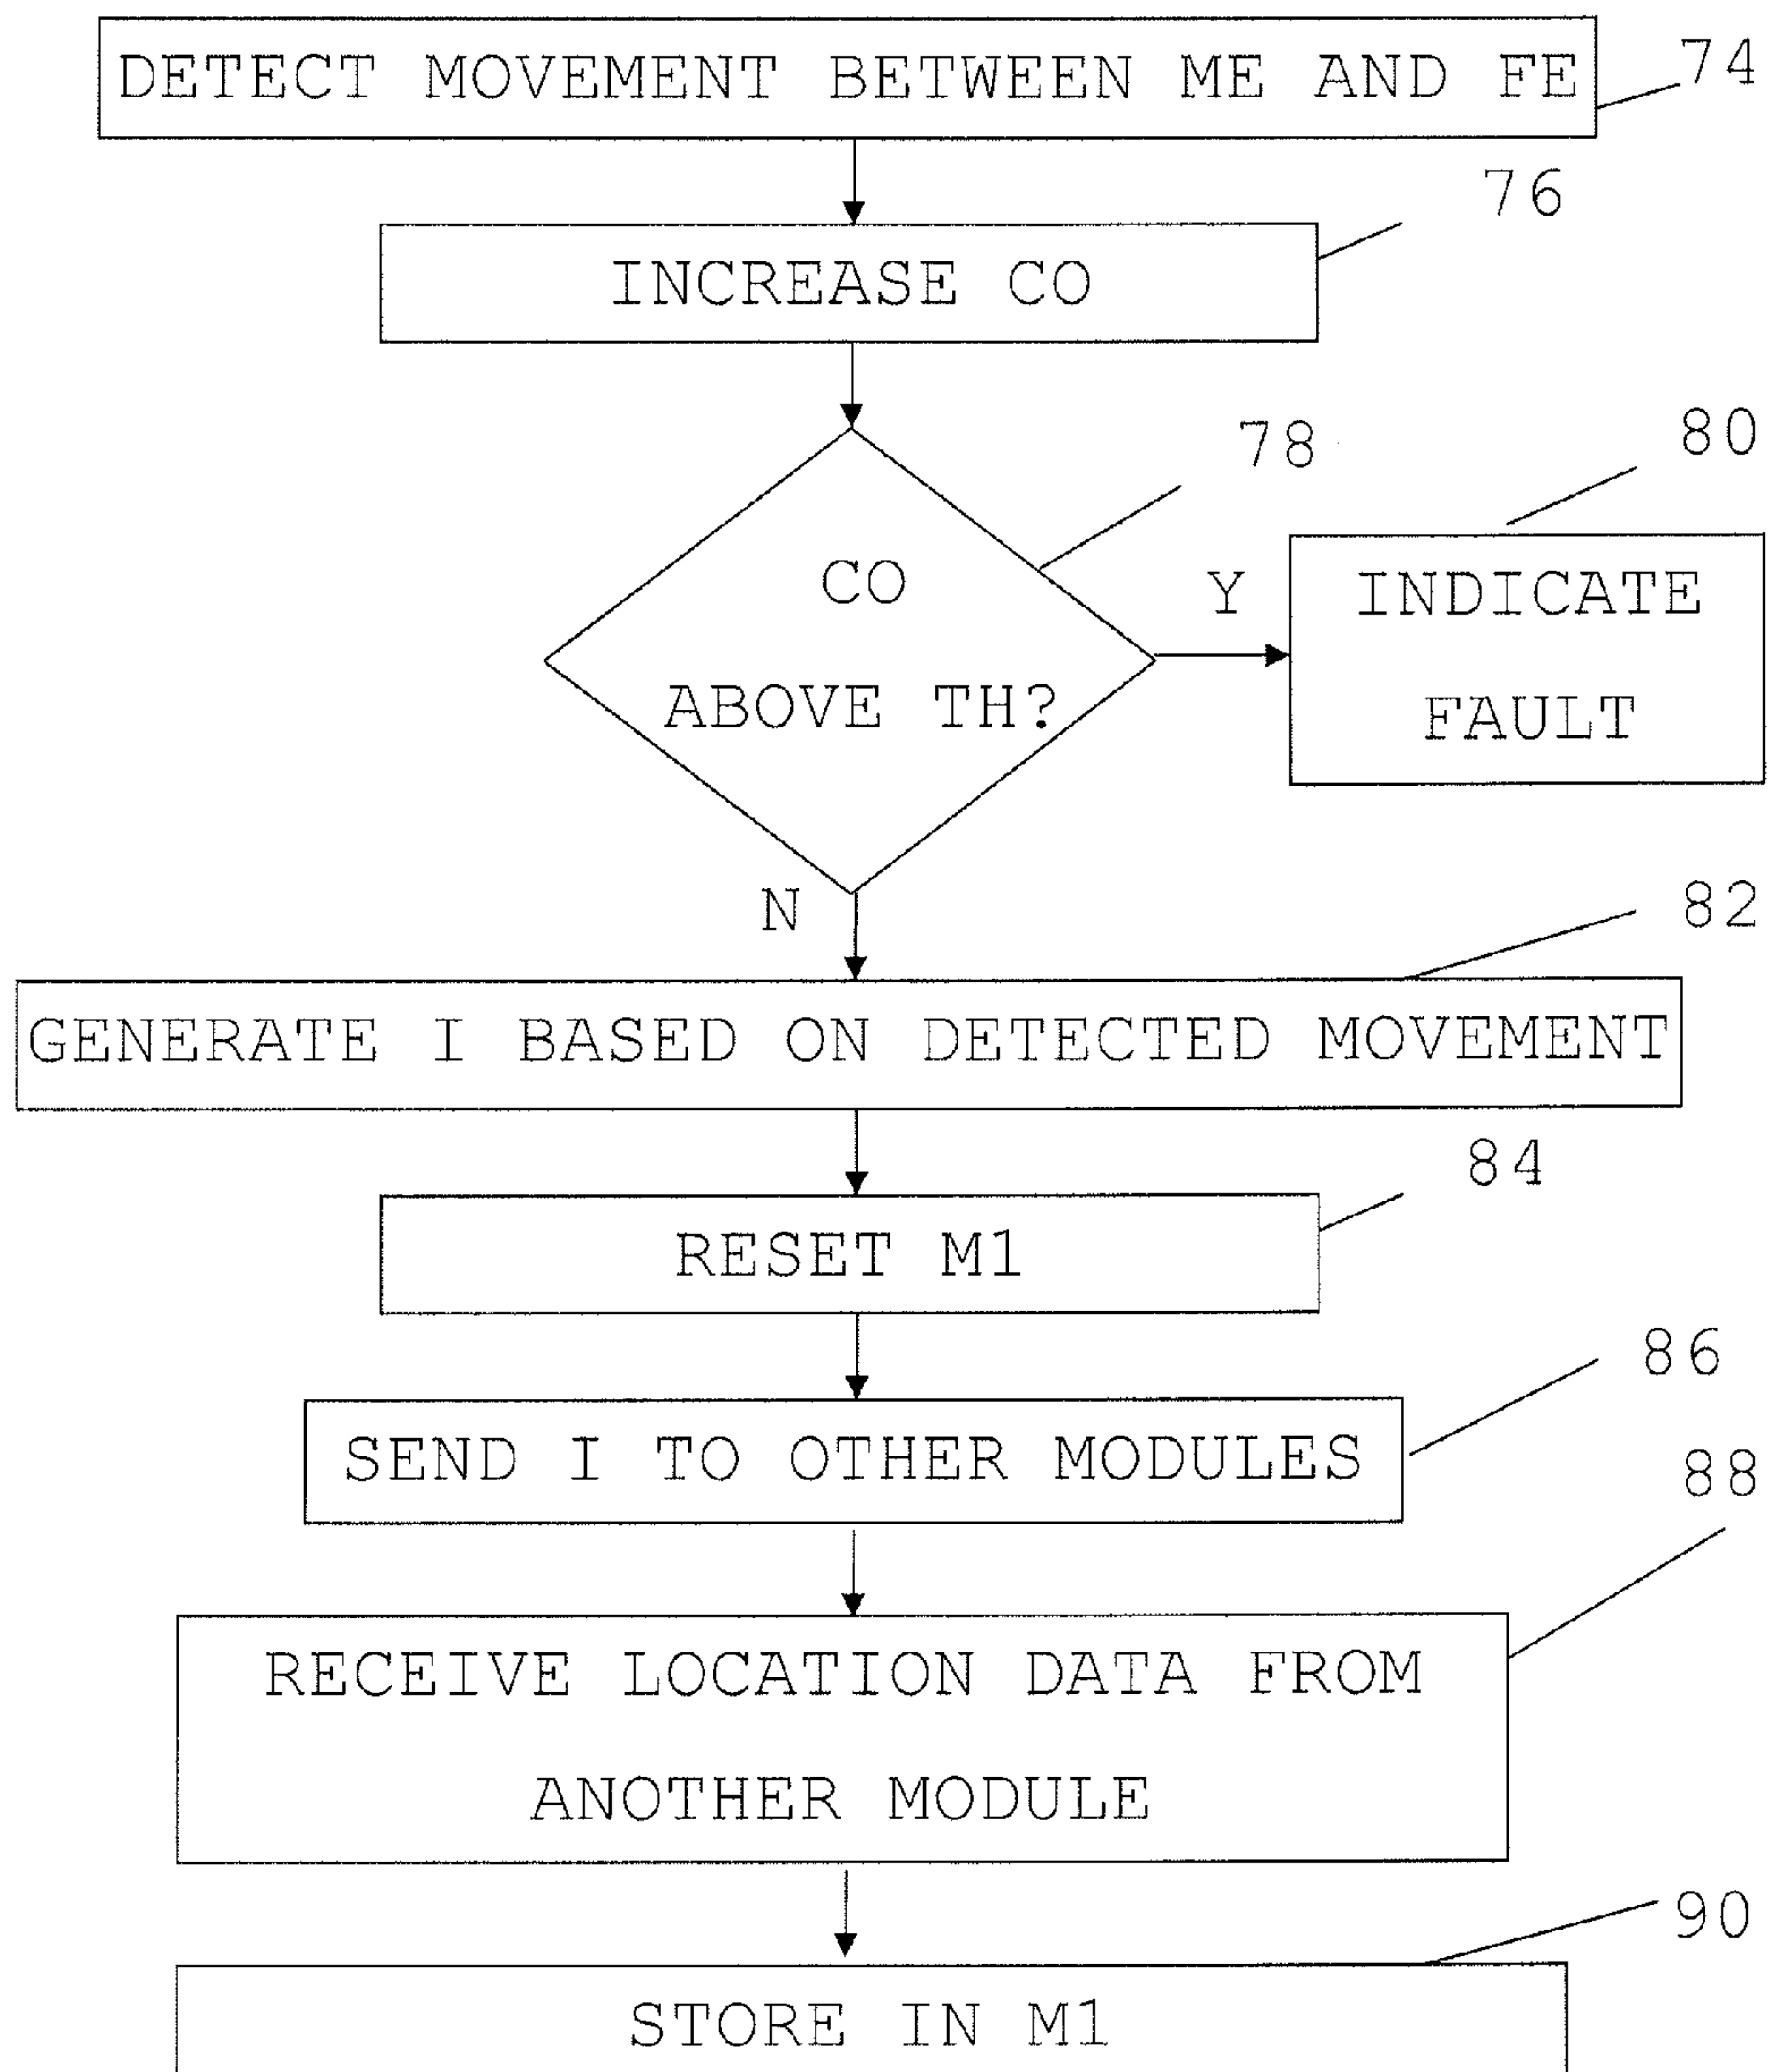 DETECT MOVEMENT BETWEEN ME AND FE
74
76
INCREASE CO
78
80
CO
ABOVE TH?
Y
INDICATE
FAULT
N
82
GENERATE I BASED ON DETECTED MOVEMENT
84
RESET M1
86
SEND I TO OTHER MODULES
88
RECEIVE LOCATION DATA FROM
ANOTHER MODULE
90
STORE IN M1